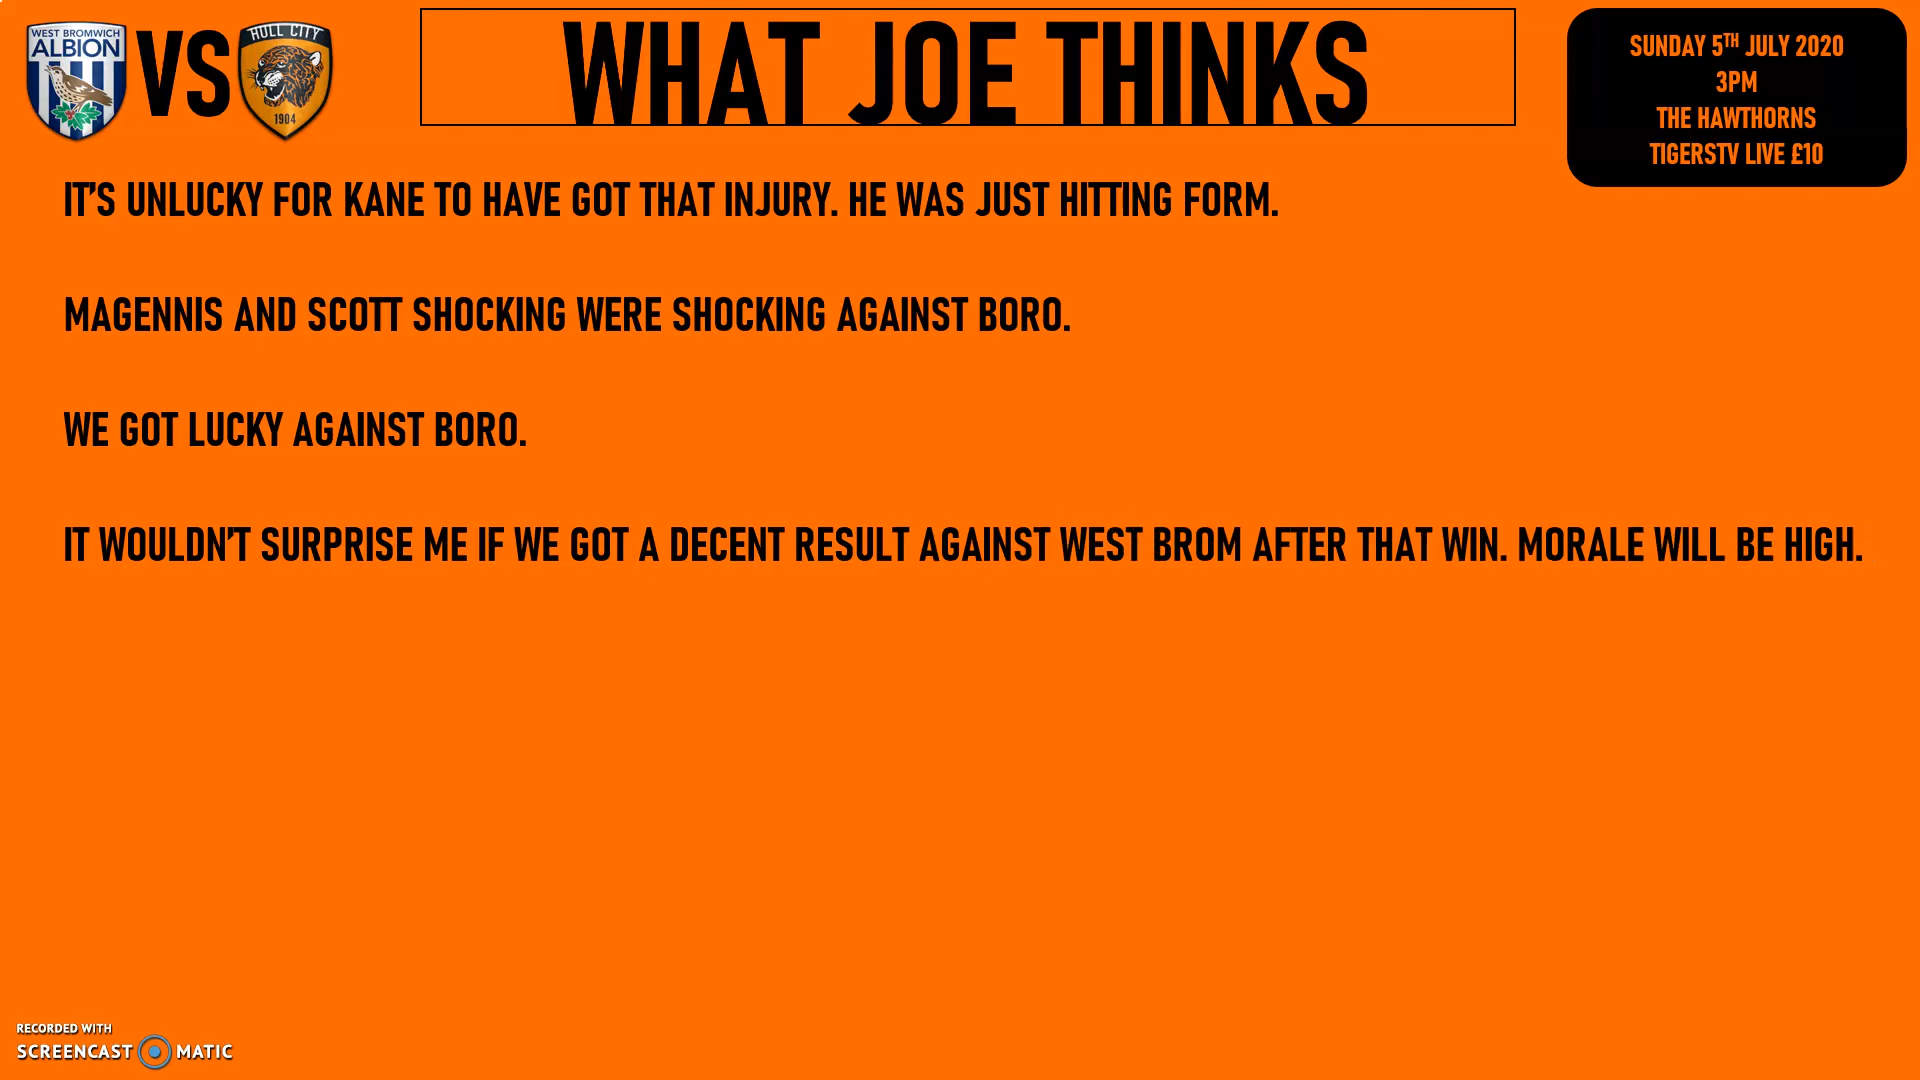 WEST BROMWICH
ALBION
VS
HULL CITY
1904
WHAT JOE THINKS
SUNDAY 5TH JULY 2020
3PM
THE HAWTHORNS
TIGERSTV LIVE £10
IT'S UNLUCKY FOR KANE TO HAVE GOT THAT INJURY. HE WAS JUST HITTING FORM.
MAGENNIS AND SCOTT SHOCKING WERE SHOCKING AGAINST BORO.
WE GOT LUCKY AGAINST BORO.
IT WOULDN'T SURPRISE ME IF WE GOT A DECENT RESULT AGAINST WEST BROM AFTER THAT WIN. MORALE WILL BE HIGH.
RECORDED WITH
SCREENCAST MATIC